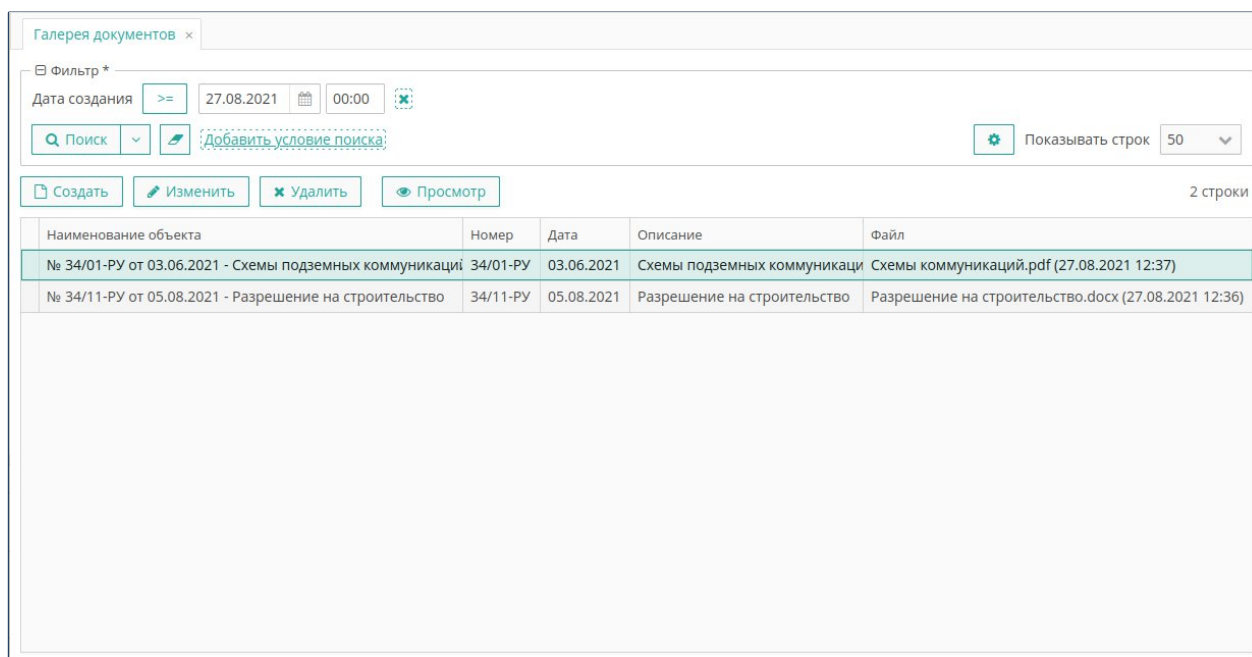 Галерея документов ×
Фильтр *
Дата создания >= 27.08.2021 00:00
Поиск Добавить условие поиска Показывать строк 50
Создать Изменить Удалить Просмотр 2 строки
Наименование объекта Номер Дата Описание Файл
№ 34/01-РУ от 03.06.2021 - Схемы подземных коммуникаций 34/01-РУ 03.06.2021 Схемы подземных коммуникаци Схемы коммуникаций.pdf (27.08.2021 12:37)
№ 34/11-РУ от 05.08.2021 - Разрешение на строительство 34/11-РУ 05.08.2021 Разрешение на строительство Разрешение на строительство.docx (27.08.2021 12:36)